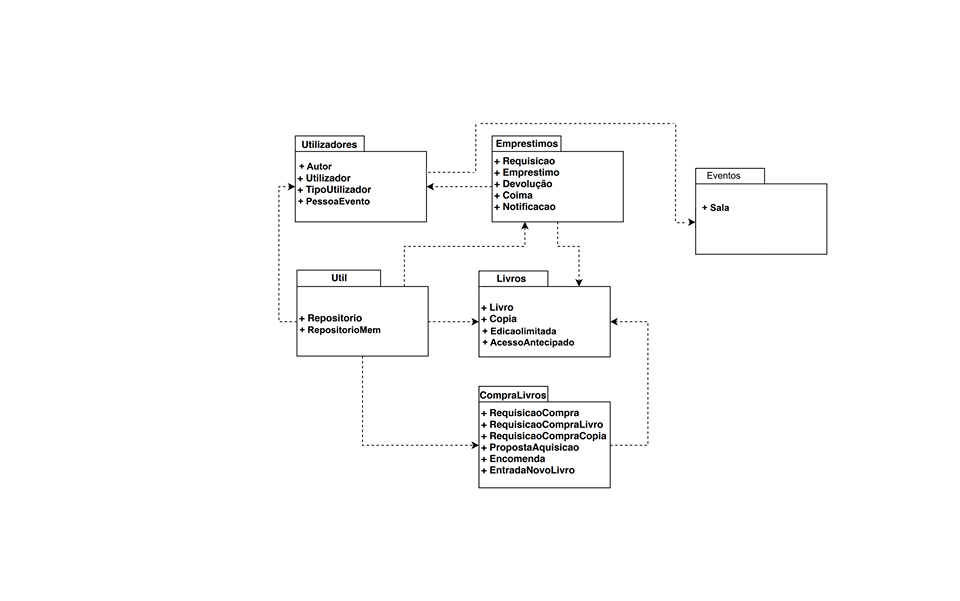 Utilizadores
+ Autor
+ Utilizador
+ TipoUtilizador
+ PessoaEvento
Emprestimos
+ Requisicao
+ Emprestimo
+ Devolução
+ Coima
+ Notificacao
Eventos
+ Sala
Util
+ Repositorio
+ RepositorioMem
Livros
+ Livro
+ Copia
+ Edicaolimitada
+ AcessoAntecipado
CompraLivros
+ RequisicaoCompra
+ RequisicaoCompraLivro
+ RequisicaoCompraCopia
+ PropostaAquisicao
+ Encomenda
+ EntradaNovoLivro